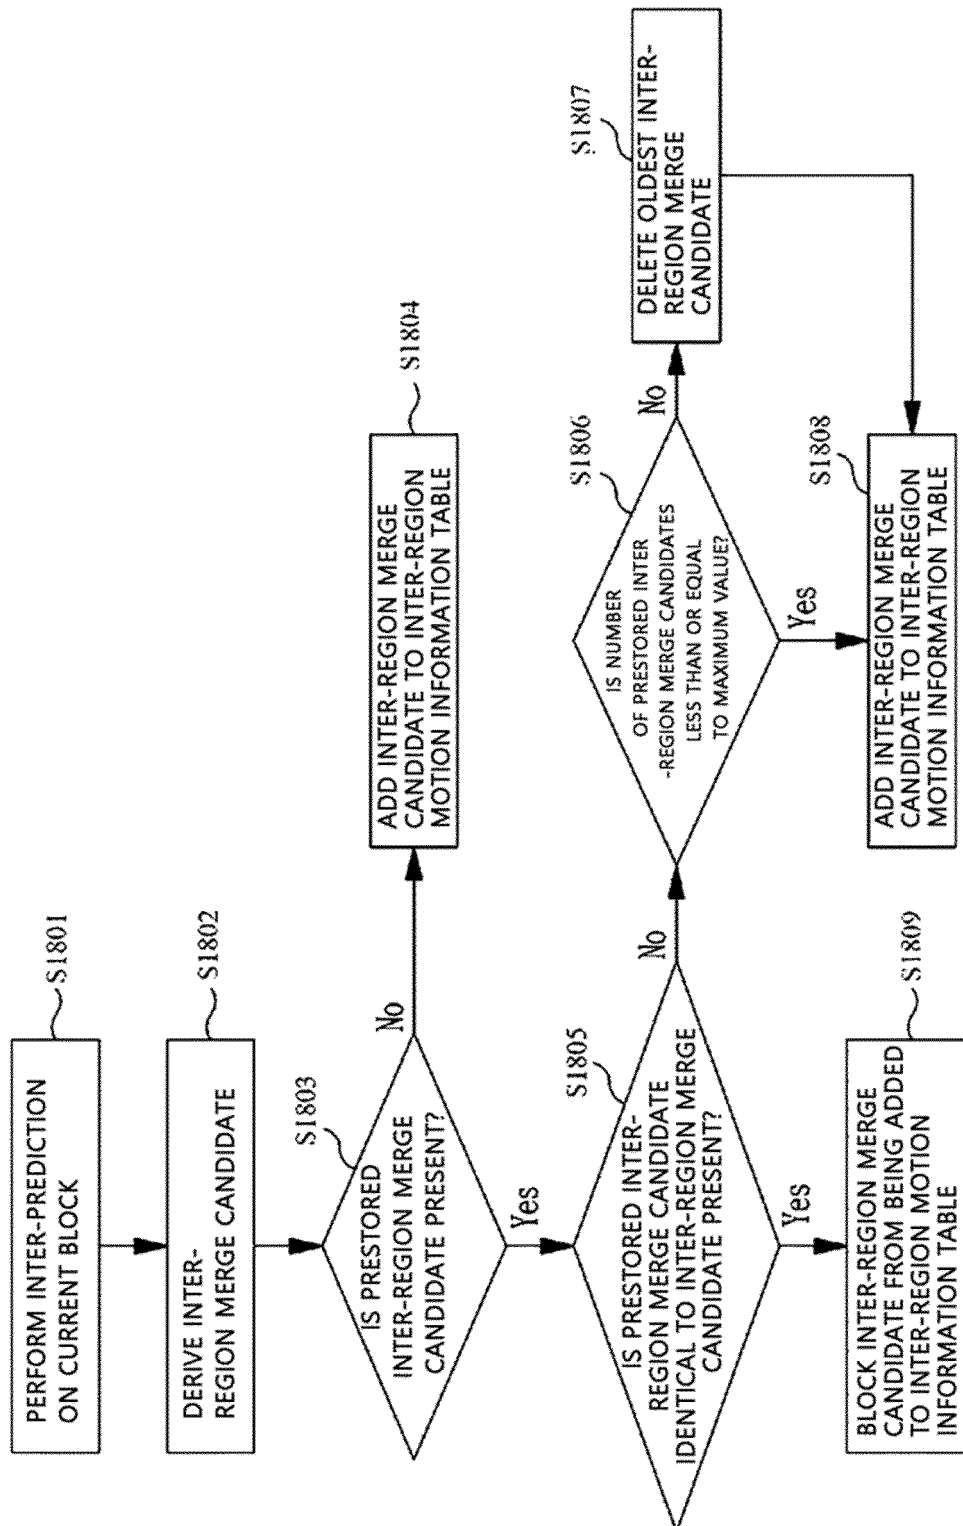 S1801
PERFORM INTER-PREDICTION
ON CURRENT BLOCK
S1802
DERIVE INTER-
REGION MERGE CANDIDATE
S1803
IS PRESTORED
INTER-REGION MERGE
CANDIDATE PRESENT?
No
Yes
S1804
ADD INTER-REGION MERGE
CANDIDATE TO INTER-REGION
MOTION INFORMATION TABLE
S1805
IS PRESTORED INTER-
REGION MERGE CANDIDATE
IDENTICAL TO INTER-REGION MERGE
CANDIDATE PRESENT?
No
Yes
S1806
IS NUMBER
OF PRESTORED INTER
-REGION MERGE CANDIDATES
LESS THAN OR EQUAL
TO MAXIMUM VALUE?
No
Yes
S1807
DELETE OLDEST INTER-
REGION MERGE
CANDIDATE
S1808
ADD INTER-REGION MERGE
CANDIDATE TO INTER-REGION
MOTION INFORMATION TABLE
S1809
BLOCK INTER-REGION MERGE
CANDIDATE FROM BEING ADDED
TO INTER-REGION MOTION
INFORMATION TABLE